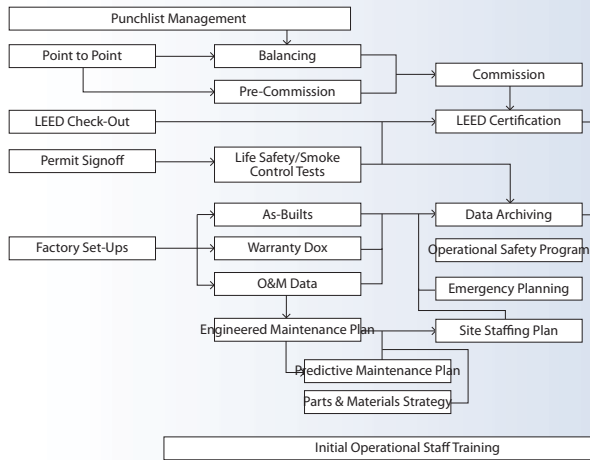 Punchlist Management
Point to Point
Balancing
Commission
Pre-Commission
LEED Check-Out
LEED Certification
Permit Signoff
Life Safety/Smoke
Control Tests
As-Builts
Data Archiving
Factory Set-Ups
Warranty Dox
Operational Safety Program
O&M Data
Emergency Planning
Engineered Maintenance Plan
Site Staffing Plan
Predictive Maintenance Plan
Parts & Materials Strategy
Initial Operational Staff Training